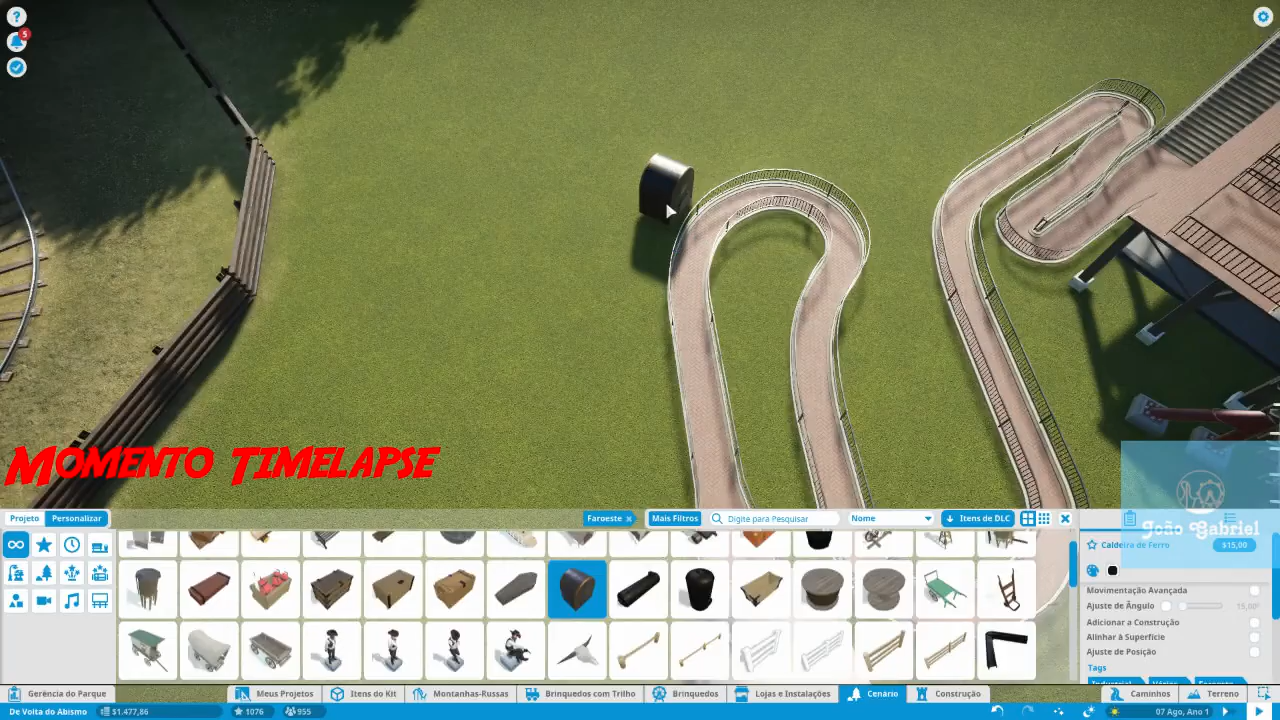 5
Momento Timelapse
Projeto
Personalizar
Faroeste ×
Mais Filtros
Digite para Pesquisar
Nome
Itens de DLC
João Gabriel
Caldeira de Ferro
$15,00
Movimentação Avançada
Ajuste de Ângulo
15,00°
Adicionar a Construção
Alinhar à Superfície
Ajuste de Posição
Tags
Gerência do Parque
Meus Projetos
Itens do Kit
Montanhas-Russas
Brinquedos com Trilho
Brinquedos
Lojas e Instalações
Cenário
Construção
Caminhos
Terreno
De Volta do Abismo
$1.477,86
1076
955
07 Ago, Ano 1